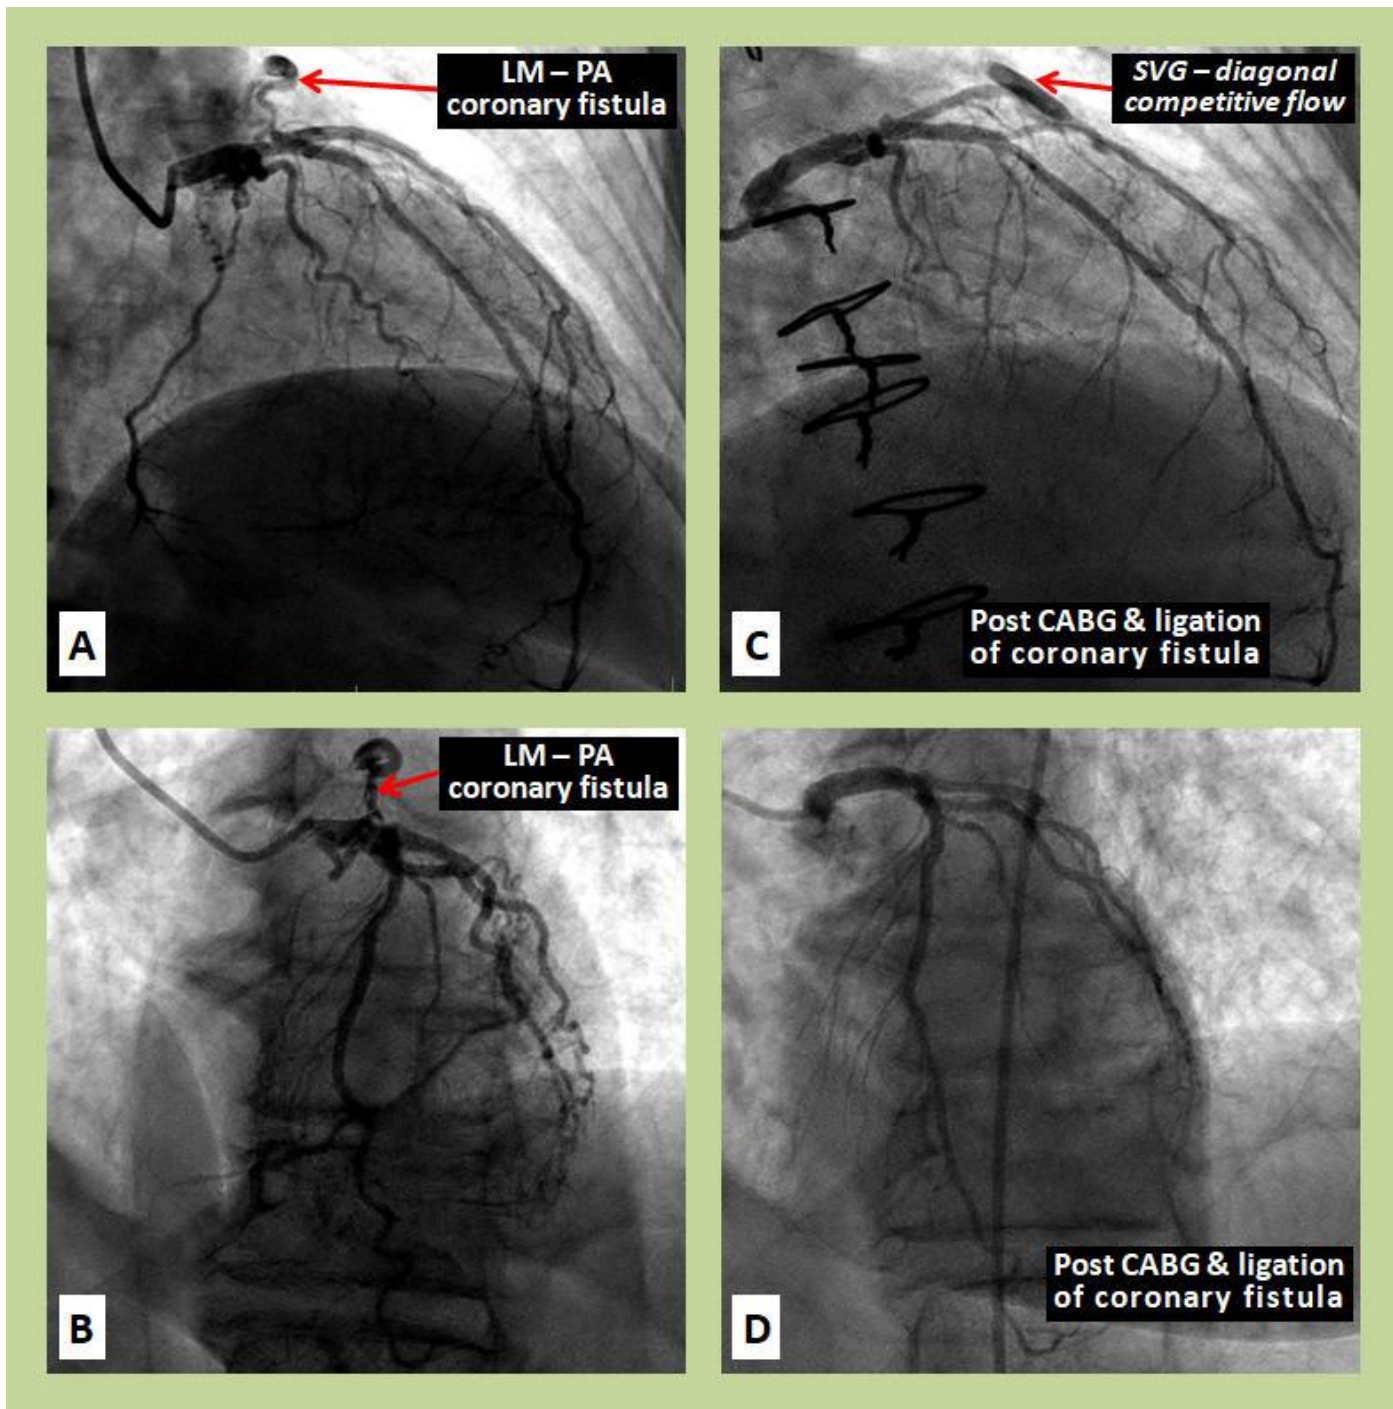 LM – PA
coronary fistula
A
SVG – diagonal
competitive flow
Post CABG & ligation
of coronary fistula
C
LM – PA
coronary fistula
B
Post CABG & ligation
of coronary fistula
D